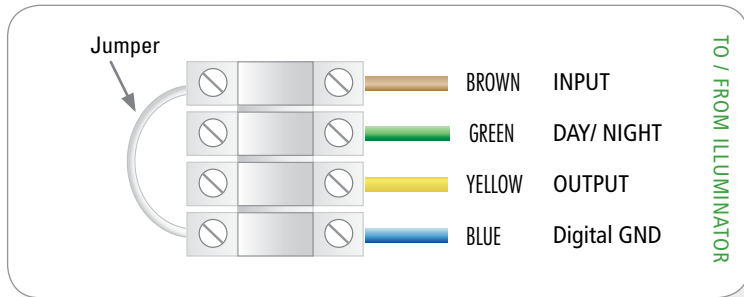 Jumper
BROWN INPUT
GREEN DAY/ NIGHT
YELLOW OUTPUT
BLUE Digital GND
TO / FROM ILLUMINATOR